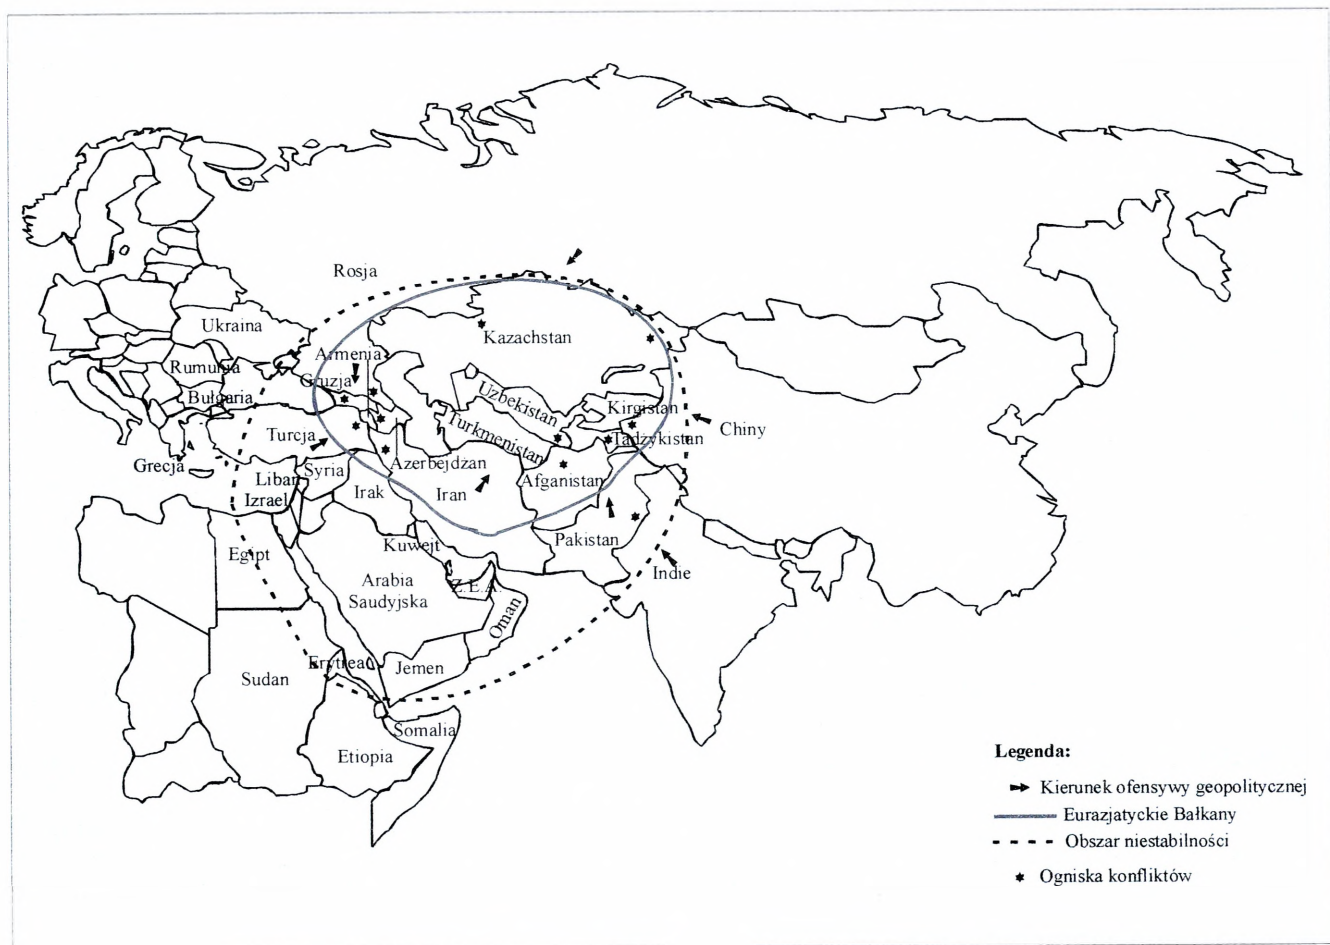 Rosja
Ukraina
Kazachstan
Armenia
Rumunia
Gruzja
Bułgaria
Uzbekistan
Kirgistan
Turkmenistan
Chiny
Turcja
Tadżykistan
Grecja
Azerbejdżan
Syria
Liban
Afganistan
Irak
Iran
Izrael
Pakistan
Kuwejt
Egipt
Indie
Arabia
Saudyjska
Z.E.A.
Oman
Erytrea
Jemen
Sudan
Somalia
Etiopia
Legenda:
Kierunek ofensywy geopolitycznej
Eurazjatyckie Bałkany
Obszar niestabilności
Ogniska konfliktów